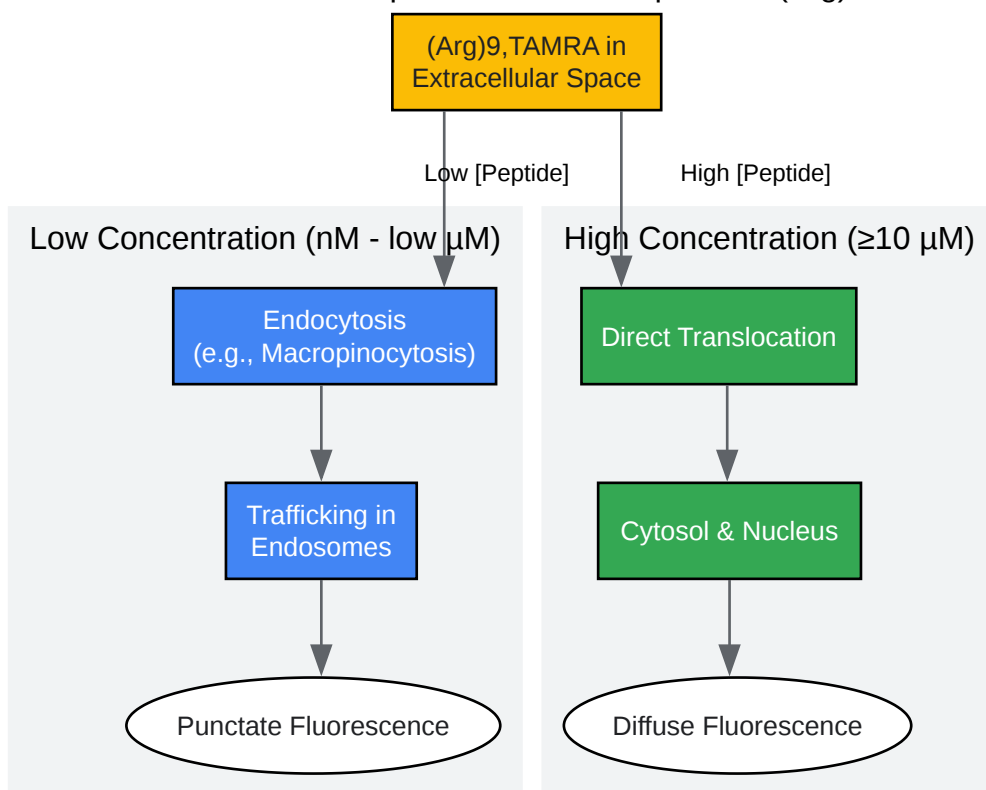 (Arg)9,TAMRA in
Extracellular Space
Low [Peptide]
High [Peptide]
Low Concentration (nM - low µM)
Endocytosis
(e.g., Macropinocytosis)
Trafficking in
Endosomes
Punctate Fluorescence
High Concentration (≥10 µM)
Direct Translocation
Cytosol & Nucleus
Diffuse Fluorescence